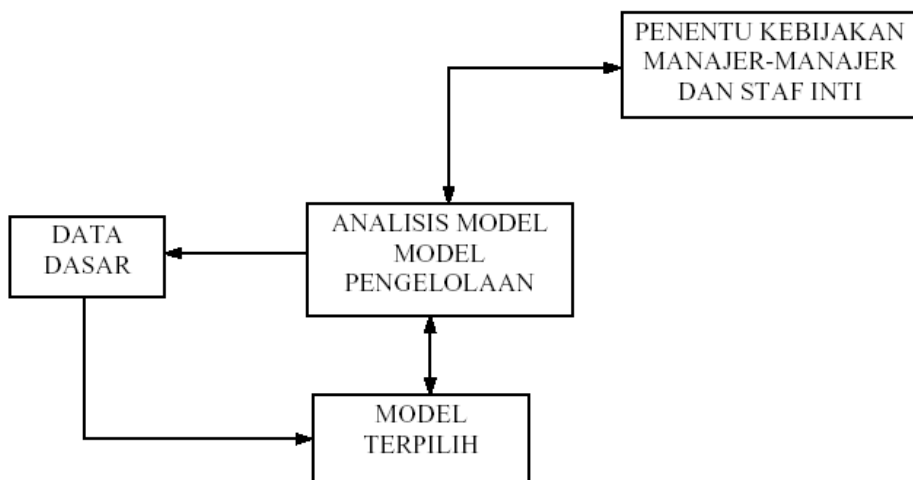 PENENTU KEBIJAKAN
MANAJER-MANAJER
DAN STAF INTI
ANALISIS MODEL
MODEL
PENGELOLAAN
DATA
DASAR
MODEL
TERPILIH